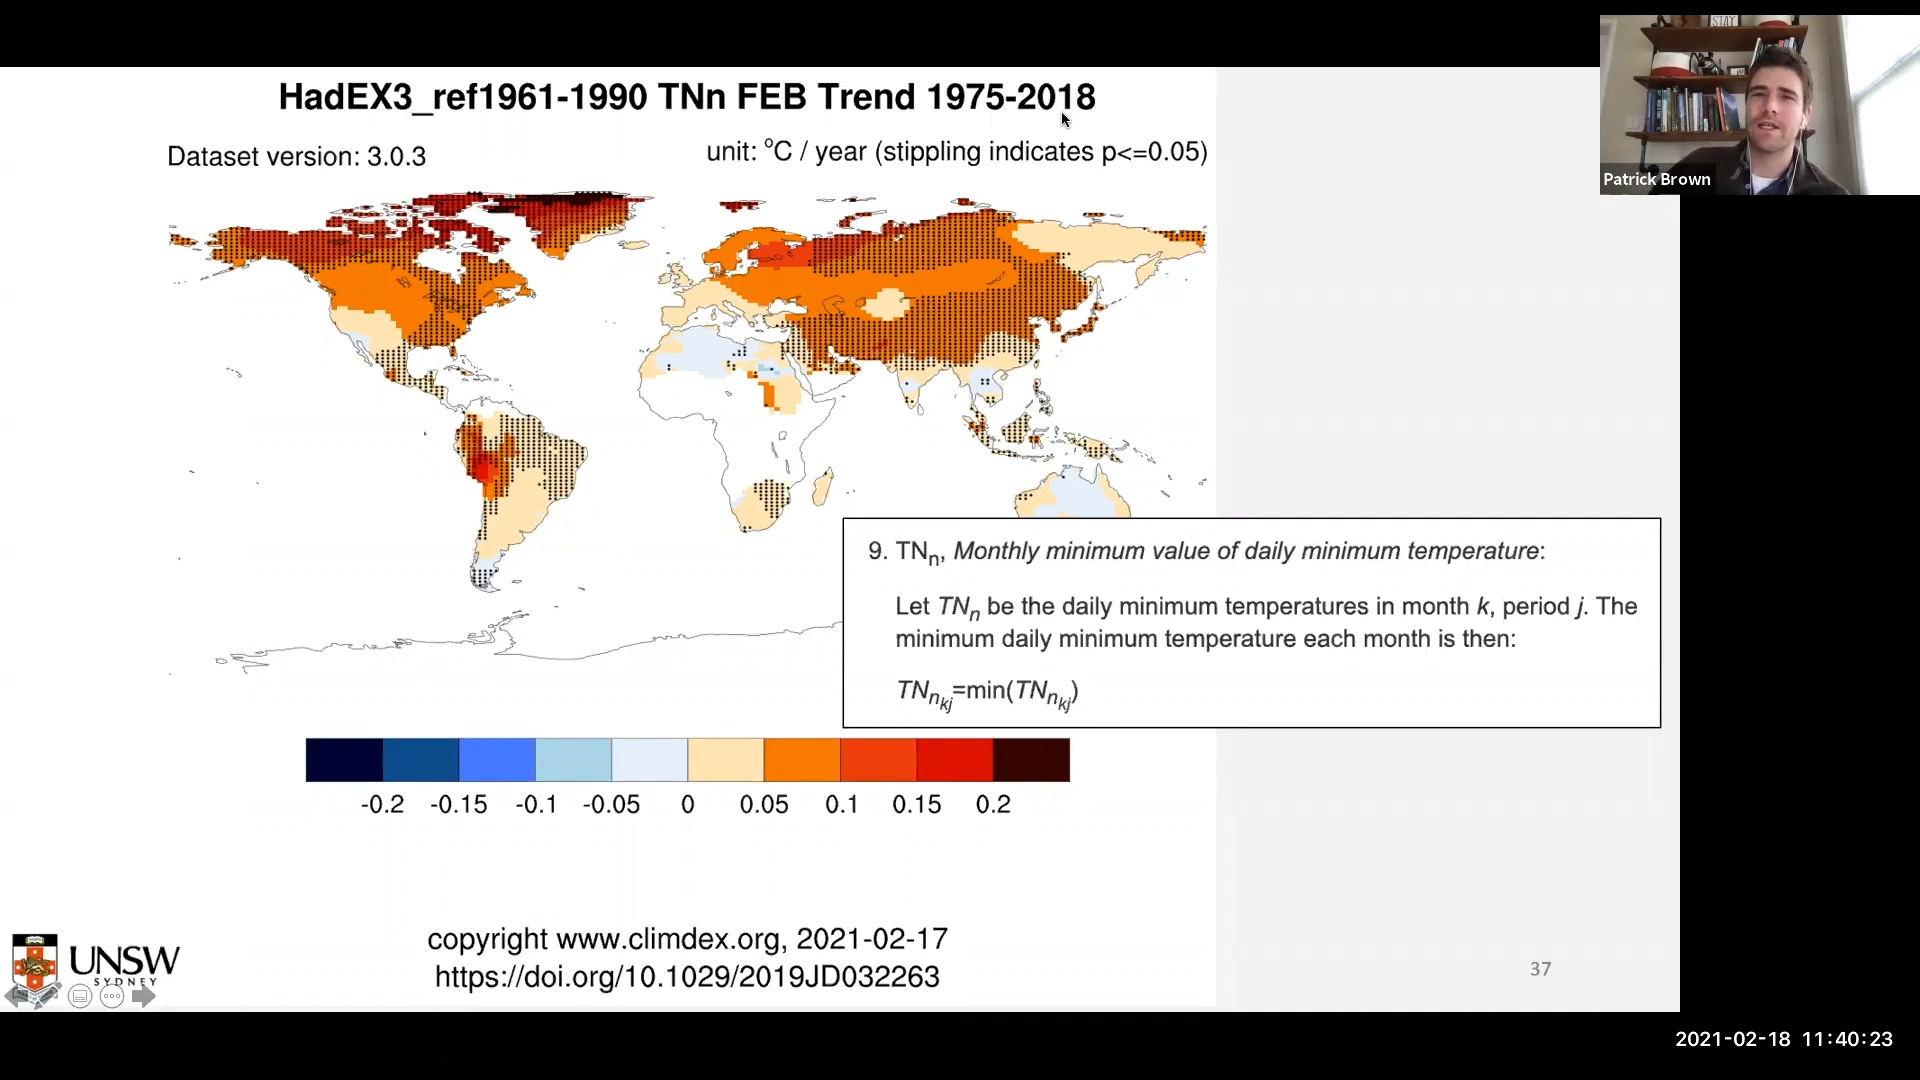 STAY
HadEX3_ref1961-1990 TNn FEB Trend 1975-2018
Dataset version: 3.0.3
unit: °C / year (stippling indicates p<=0.05)
Patrick Brown
9. TNn, Monthly minimum value of daily minimum temperature:
Let TNn be the daily minimum temperatures in month k, period j. The
minimum daily minimum temperature each month is then:
TNnkj=min(TNnkj)
-0.2 -0.15 -0.1 -0.05 0 0.05 0.1 0.15 0.2
copyright www.climdex.org, 2021-02-17
https://doi.org/10.1029/2019JD032263
UNSW
SYDNEY
37
2021-02-18 11:40:23